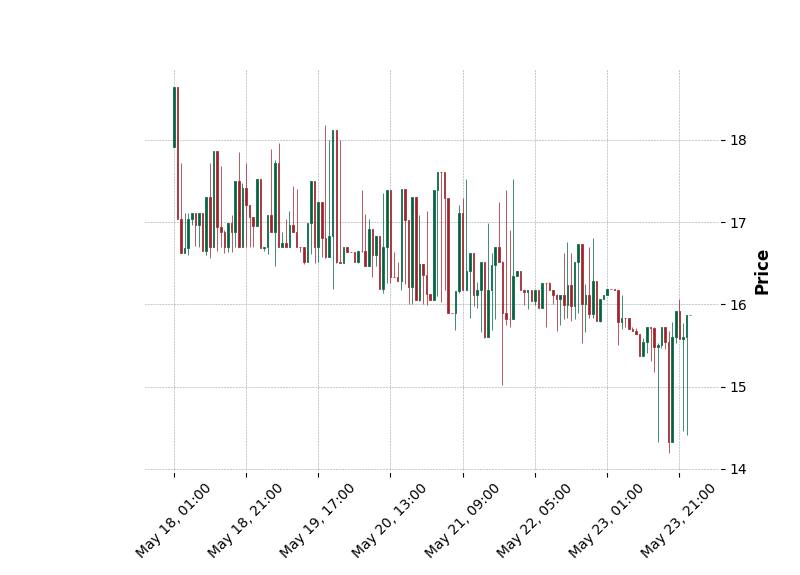 18
17
16
15
14
Price
May 18, 01:00
May 18, 21:00
May 19, 17:00
May 20, 13:00
May 21, 09:00
May 22, 05:00
May 23, 01:00
May 23, 21:00